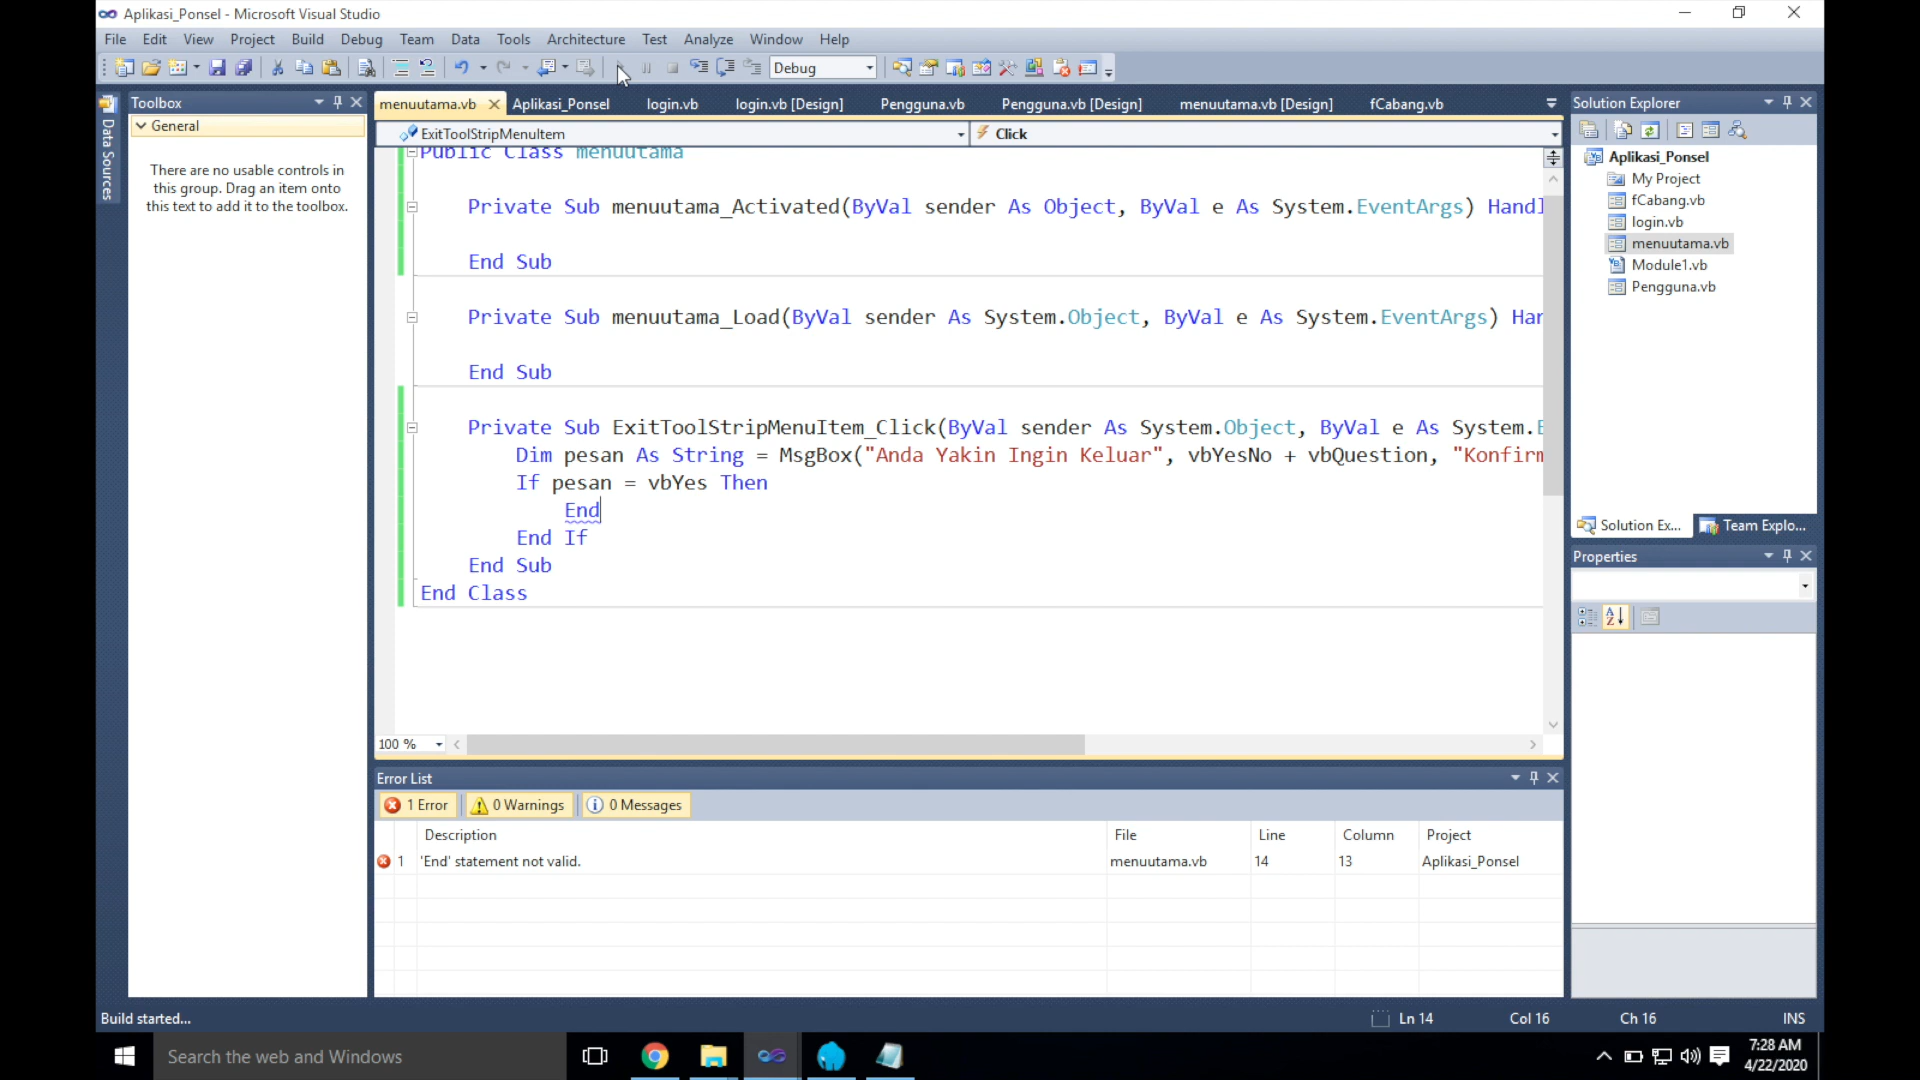 Aplikasi_Ponsel - Microsoft Visual Studio
File Edit View Project Build Debug Team Data Tools Architecture Test Analyze Window Help
Debug
Data Sources
Toolbox
General
There are no usable controls in
this group. Drag an item onto
this text to add it to the toolbox.
menuutama.vb Aplikasi_Ponsel login.vb login.vb [Design] Pengguna.vb Pengguna.vb [Design] menuutama.vb [Design] fCabang.vb
ExitToolStripMenuItem Click
Public Class menuutama
Private Sub menuutama_Activated(ByVal sender As Object, ByVal e As System.EventArgs) Handl
End Sub
Private Sub menuutama_Load(ByVal sender As System.Object, ByVal e As System.EventArgs) Har
End Sub
Private Sub ExitToolStripMenuItem_Click(ByVal sender As System.Object, ByVal e As System.E
Dim pesan As String = MsgBox("Anda Yakin Ingin Keluar", vbYesNo + vbQuestion, "Konfirm
If pesan = vbYes Then
End
End If
End Sub
End Class
100 %
Error List
1 Error 0 Warnings 0 Messages
Description File Line Column Project
1 'End' statement not valid. menuutama.vb 14 13 Aplikasi_Ponsel
Solution Explorer
Aplikasi_Ponsel
My Project
fCabang.vb
login.vb
menuutama.vb
Module1.vb
Pengguna.vb
Solution Ex... Team Explo...
Properties
Build started... Ln 14 Col 16 Ch 16 INS
Search the web and Windows
7:28 AM
4/22/2020